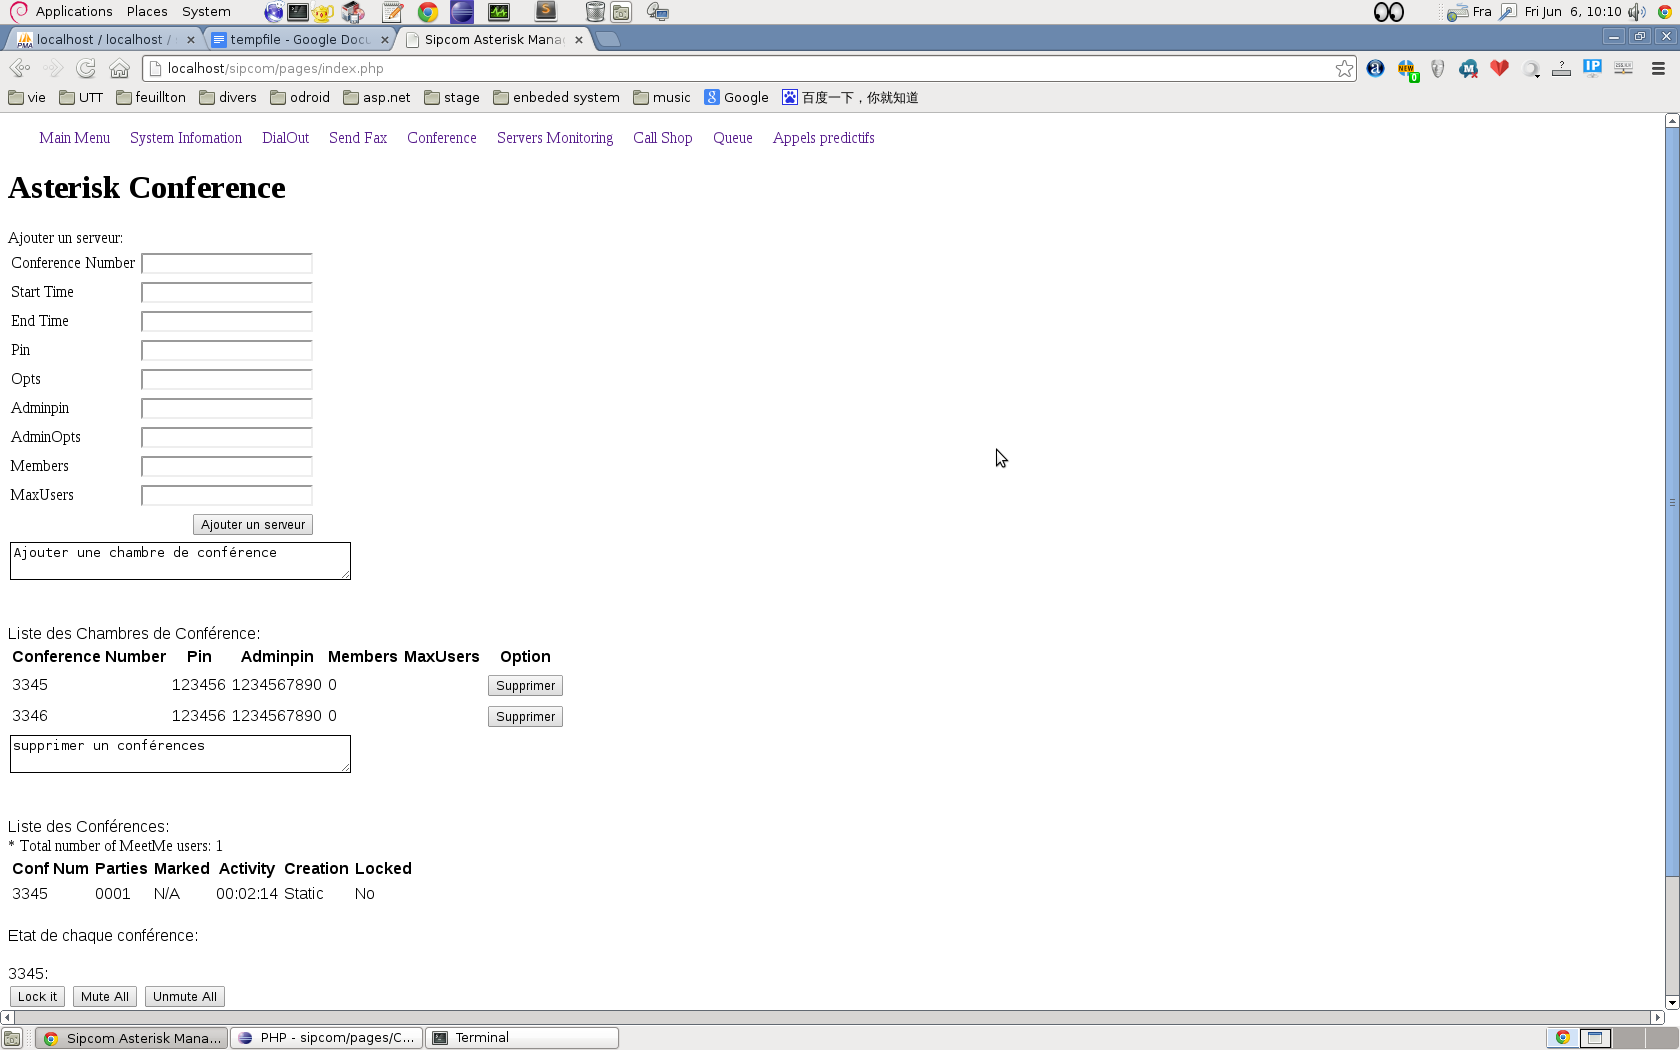 Applications Places System Fra Fri Jun 6, 10:10
localhost / localhost / tempfile - Google Docu Sipcom Asterisk Mana
localhost/sipcom/pages/index.php
vie UTT feuillton divers odroid asp.net stage enbeded system music Google 百度一下，你就知道
Main Menu System Infomation DialOut Send Fax Conference Servers Monitoring Call Shop Queue Appels predictifs
Asterisk Conference
Ajouter un serveur:
Conference Number
Start Time
End Time
Pin
Opts
Adminpin
AdminOpts
Members
MaxUsers
Ajouter un serveur
Ajouter une chambre de conférence
Liste des Chambres de Conférence:
Conference Number Pin Adminpin Members MaxUsers Option
3345 123456 1234567890 0 Supprimer
3346 123456 1234567890 0 Supprimer
supprimer un conférences
Liste des Conférences:
* Total number of MeetMe users: 1
Conf Num Parties Marked Activity Creation Locked
3345 0001 N/A 00:02:14 Static No
Etat de chaque conférence:
3345:
Lock it Mute All Unmute All
Sipcom Asterisk Mana... PHP - sipcom/pages/C... Terminal